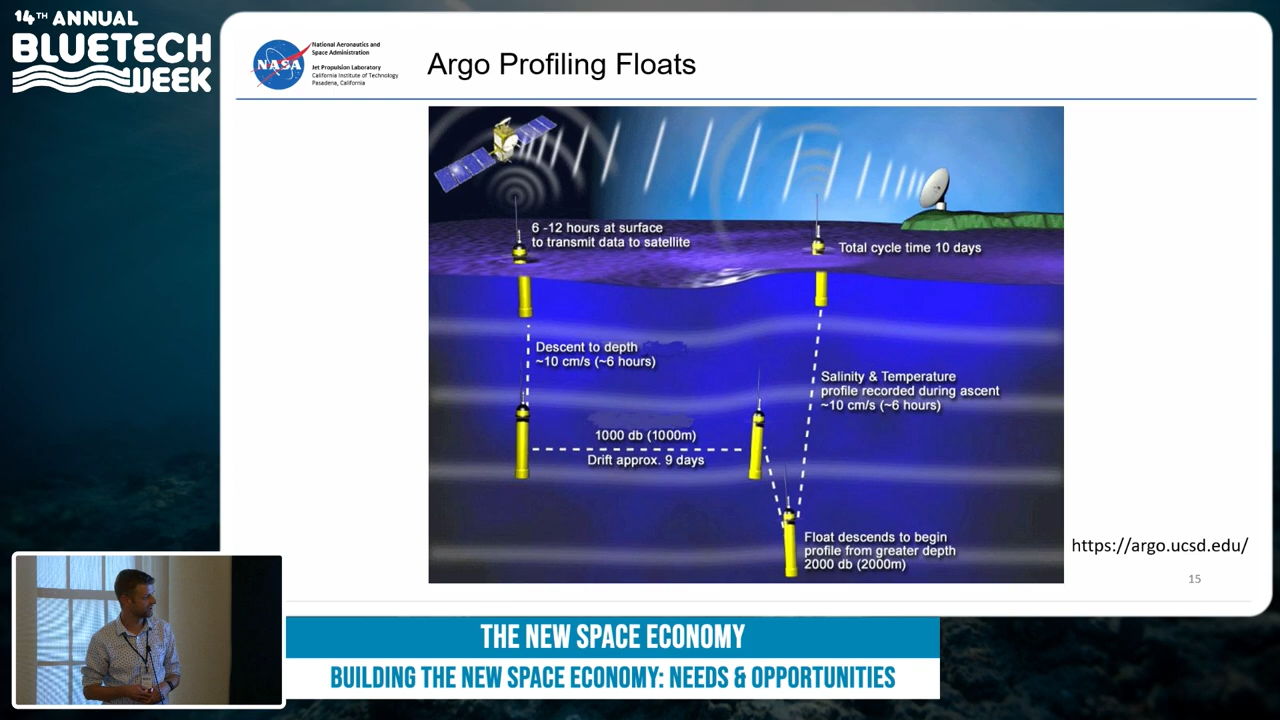 14TH ANNUAL
BLUETECH
WEEK
NASA
National Aeronautics and
Space Administration
Jet Propulsion Laboratory
California Institute of Technology
Pasadena, California
Argo Profiling Floats
6 -12 hours at surface
to transmit data to satellite
Total cycle time 10 days
Descent to depth
~10 cm/s (~6 hours)
Salinity & Temperature
profile recorded during ascent
~10 cm/s (~6 hours)
1000 db (1000m)
Drift approx. 9 days
Float descends to begin
profile from greater depth
2000 db (2000m)
https://argo.ucsd.edu/
15
THE NEW SPACE ECONOMY
BUILDING THE NEW SPACE ECONOMY: NEEDS & OPPORTUNITIES